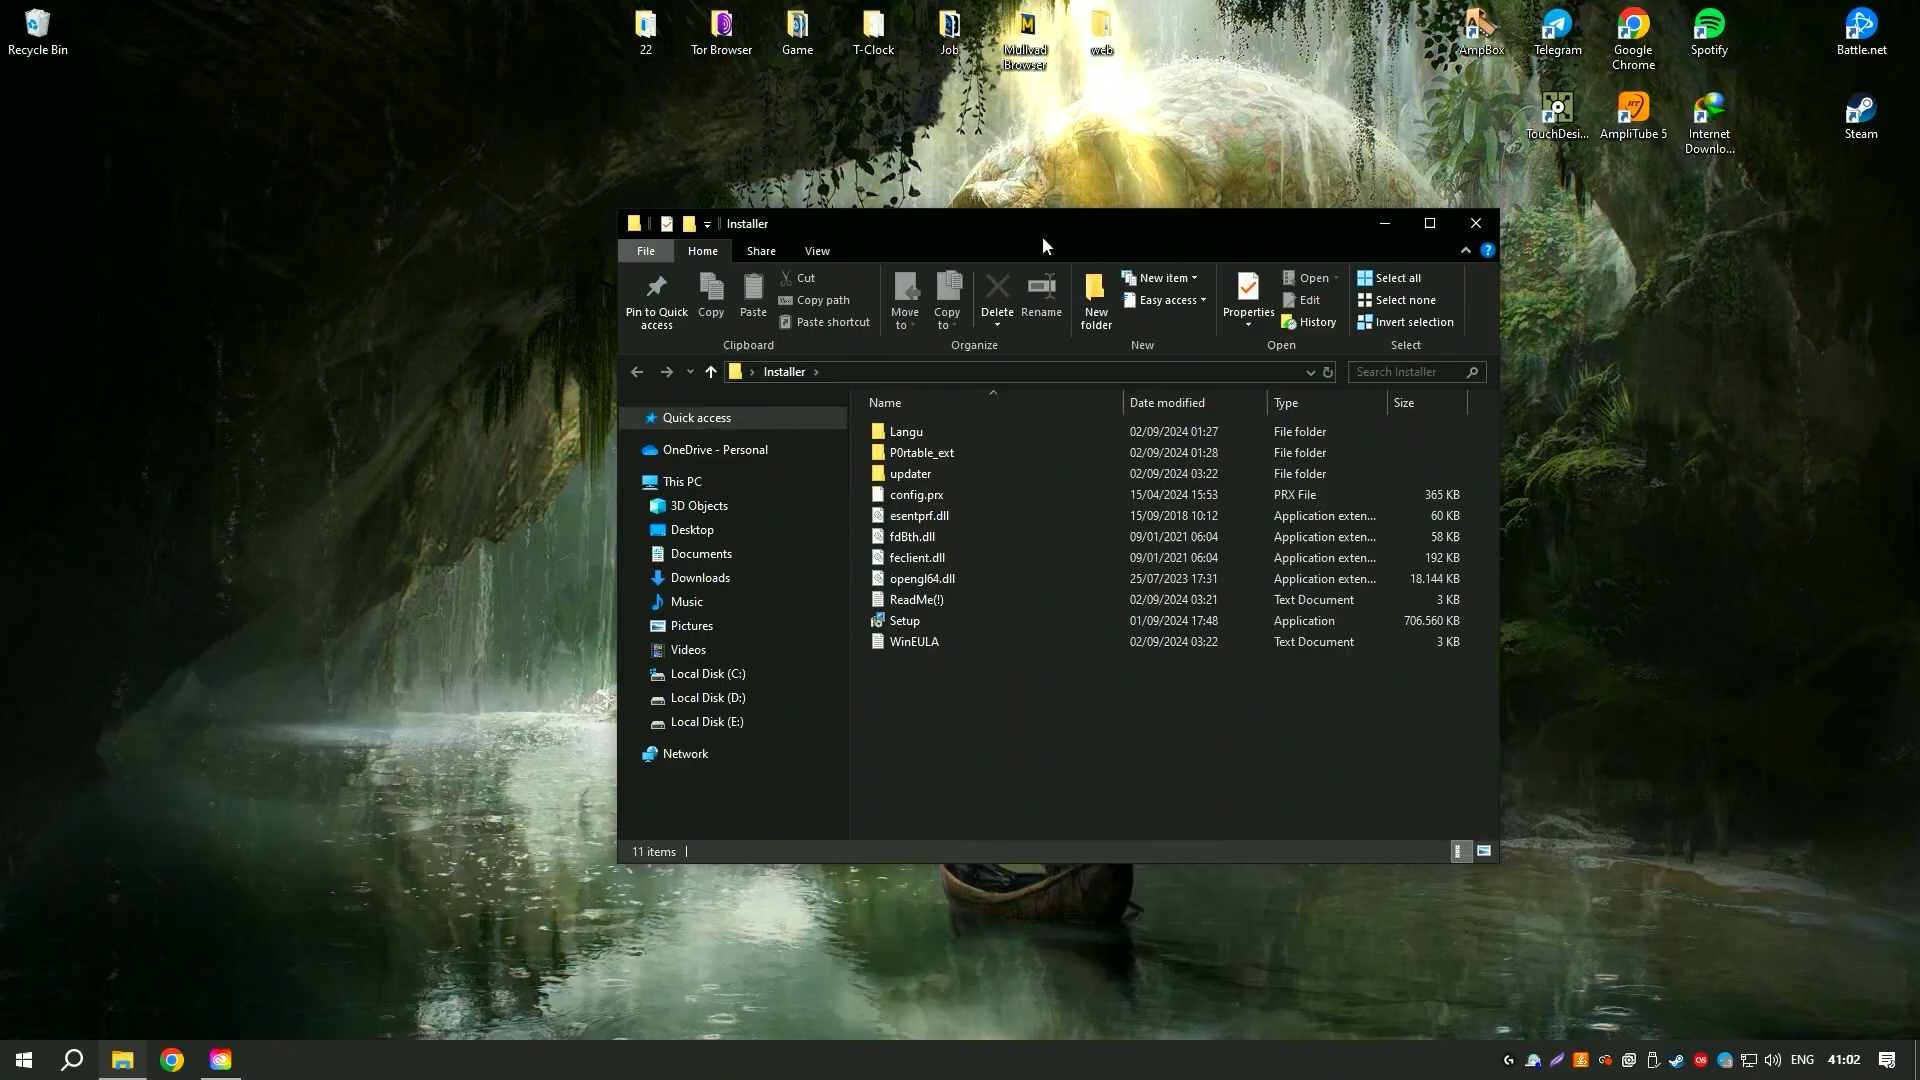 Recycle Bin
22
Tor Browser
Game
T-Clock
Job
Mullvad
Browser
web
AmpBox
Telegram
Google
Chrome
Spotify
Battle.net
TouchDesi...
AmpliTube 5
Internet
Downlo...
Steam
Installer
File
Home
Share
View
Pin to Quick
access
Copy
Paste
Cut
Copy path
Paste shortcut
Clipboard
Move
to
Copy
to
Delete
Rename
Organize
New
folder
New item
Easy access
New
Properties
Open
Edit
History
Open
Select all
Select none
Invert selection
Select
Installer
Search Installer
Quick access
OneDrive - Personal
This PC
3D Objects
Desktop
Documents
Downloads
Music
Pictures
Videos
Local Disk (C:)
Local Disk (D:)
Local Disk (E:)
Network
Name Date modified Type Size
Langu 02/09/2024 01:27 File folder
P0rtable_ext 02/09/2024 01:28 File folder
updater 02/09/2024 03:22 File folder
config.prx 15/04/2024 15:53 PRX File 365 KB
esentprf.dll 15/09/2018 10:12 Application exten... 60 KB
fdBth.dll 09/01/2021 06:04 Application exten... 58 KB
feclient.dll 09/01/2021 06:04 Application exten... 192 KB
opengl64.dll 25/07/2023 17:31 Application exten... 18.144 KB
ReadMe(!) 02/09/2024 03:21 Text Document 3 KB
Setup 01/09/2024 17:48 Application 706.560 KB
WinEULA 02/09/2024 03:22 Text Document 3 KB
11 items
ENG
41:02